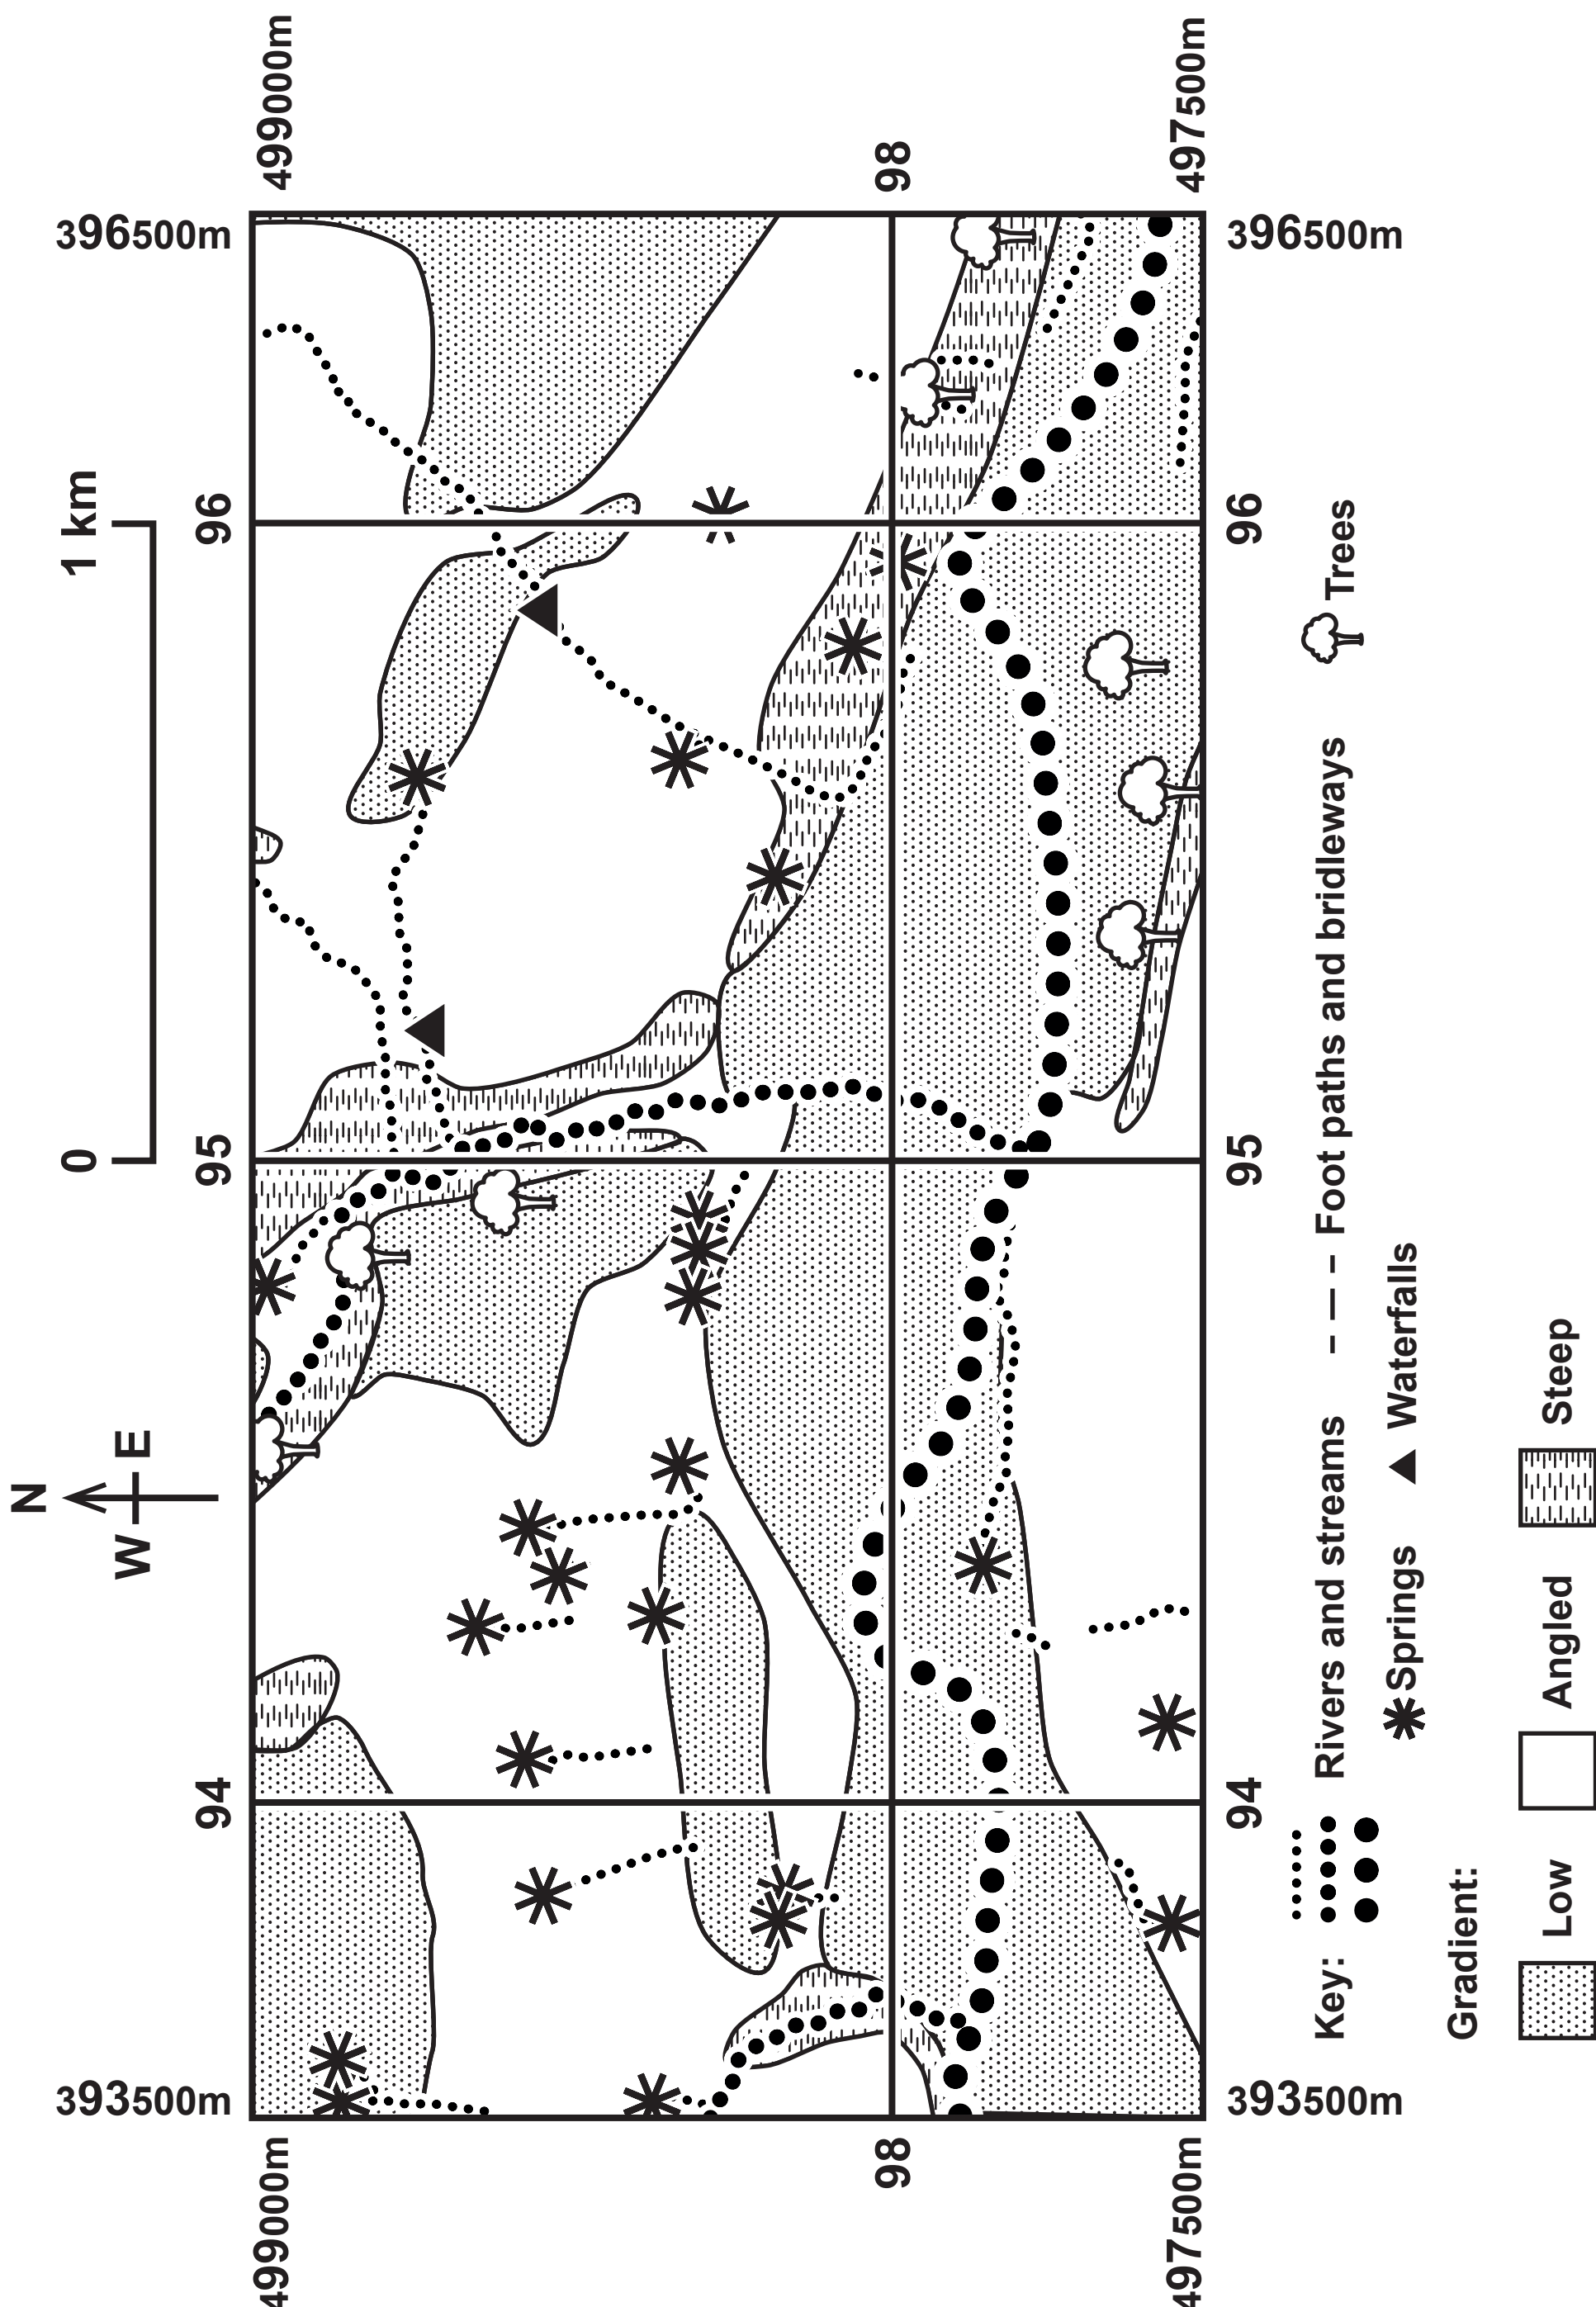 N
W E
0 1 km
393500m 94 95 96 396500m
499000m 499000m
98 98
497500m 497500m
393500m 94 95 96 396500m
Key: Rivers and streams Foot paths and bridleways Trees
Springs Waterfalls
Gradient:
Low Angled Steep